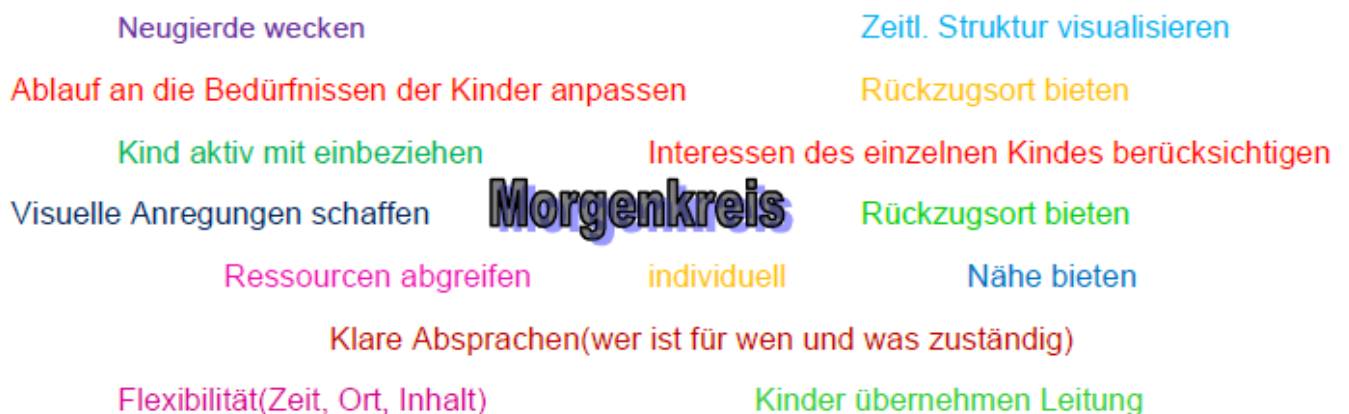 Neugierde wecken Zeitl. Struktur visualisieren
Ablauf an die Bedürfnissen der Kinder anpassen Rückzugsort bieten
Kind aktiv mit einbeziehen Interessen des einzelnen Kindes berücksichtigen
Visuelle Anregungen schaffen Morgenkreis Rückzugsort bieten
Ressourcen abgreifen individuell Nähe bieten
Klare Absprachen(wer ist für wen und was zuständig)
Flexibilität(Zeit, Ort, Inhalt) Kinder übernehmen Leitung